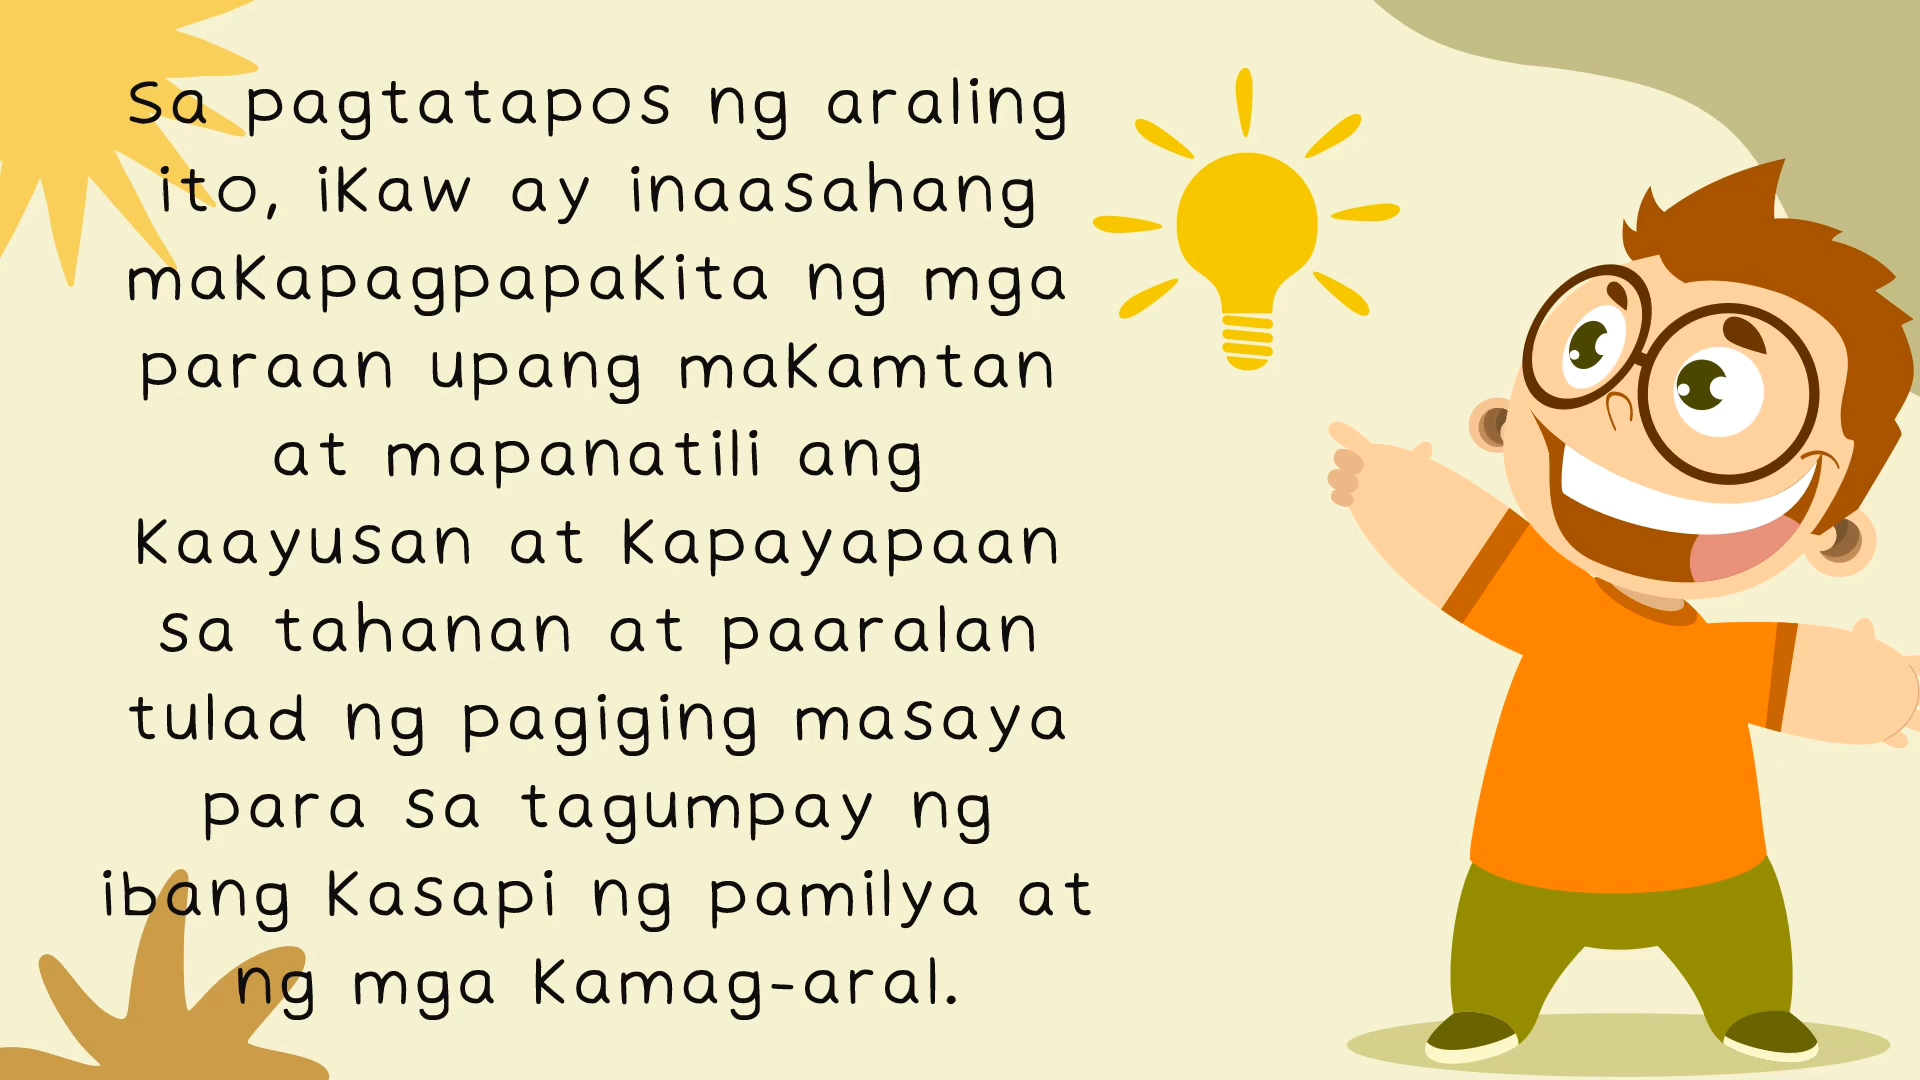 Sa pagtatapos ng araling
ito, ikaw ay inaasahang
makapagpapakita ng mga
paraan upang makamtan
at mapanatili ang
kaayusan at kapayapaan
sa tahanan at paaralan
tulad ng pagiging masaya
para sa tagumpay ng
ibang kasapi ng pamilya at
ng mga kamag-aral.